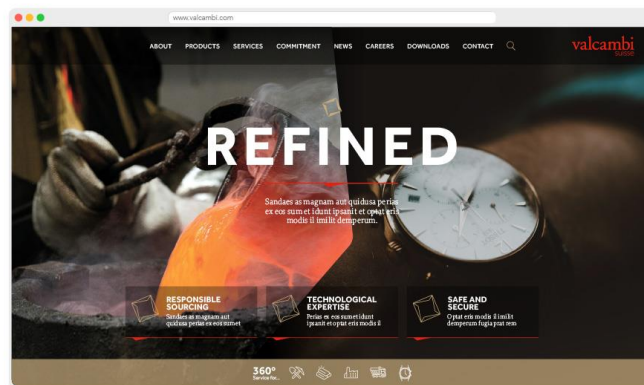 www.valcambi.com
ABOUT PRODUCTS SERVICES COMMITMENT NEWS CAREERS DOWNLOADS CONTACT
valcambi
suisse
REFINED
Sandaes as magnam aut quidusa perias
ex eos sumet idunt ipsanit et optat eris
modis il imilit demperum.
RESPONSIBLE
SOURCING
Sandaes as magnam aut
quidusa perias ex eos sumet
TECHNOLOGICAL
EXPERTISE
Perias ex eos sumet idunt
ipsanit et optat eris modis il
SAFE AND
SECURE
Optat eris modis il imilit
demperum fugia prat rem
360°
Service for...